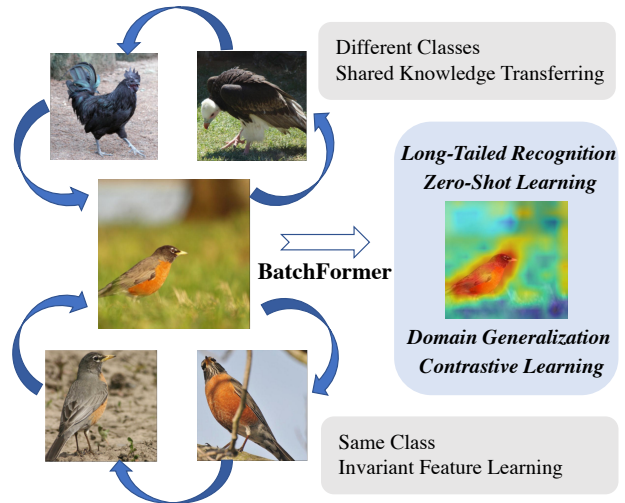 Different Classes
Shared Knowledge Transferring
Long-Tailed Recognition
Zero-Shot Learning
BatchFormer
Domain Generalization
Contrastive Learning
Same Class
Invariant Feature Learning